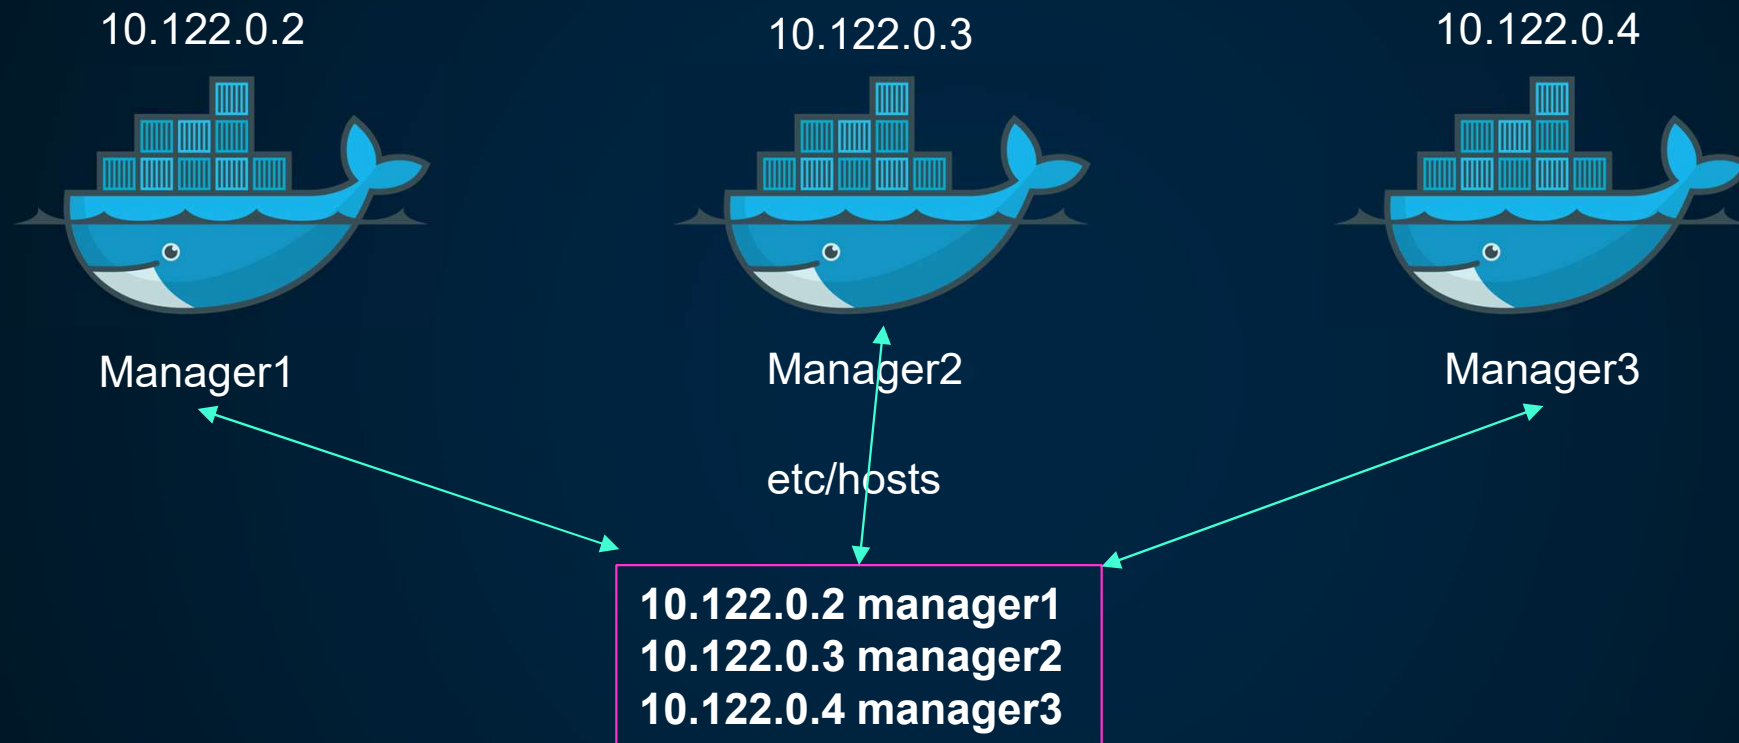 10.122.0.2
10.122.0.3
10.122.0.4
Manager1
Manager2
Manager3
etc/hosts
10.122.0.2 manager1
10.122.0.3 manager2
10.122.0.4 manager3